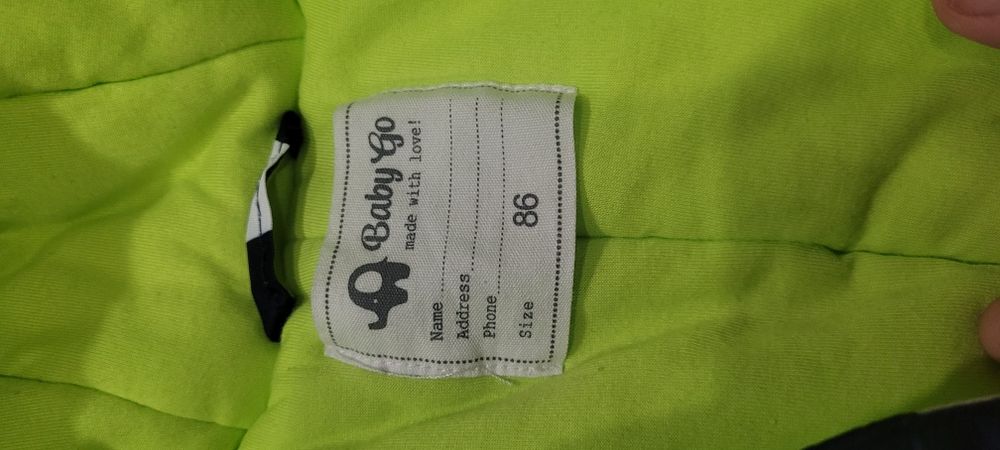 Baby Go
made with love!
Name
Address
Phone
Size 86